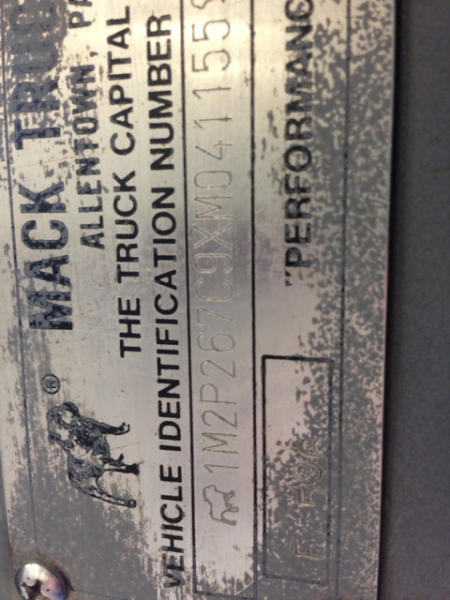 MACK TRUC
ALLENTOWN, PA
THE TRUCK CAPITAL
VEHICLE IDENTIFICATION NUMBER
1M2P267C9XM041155
"PERFORMANC